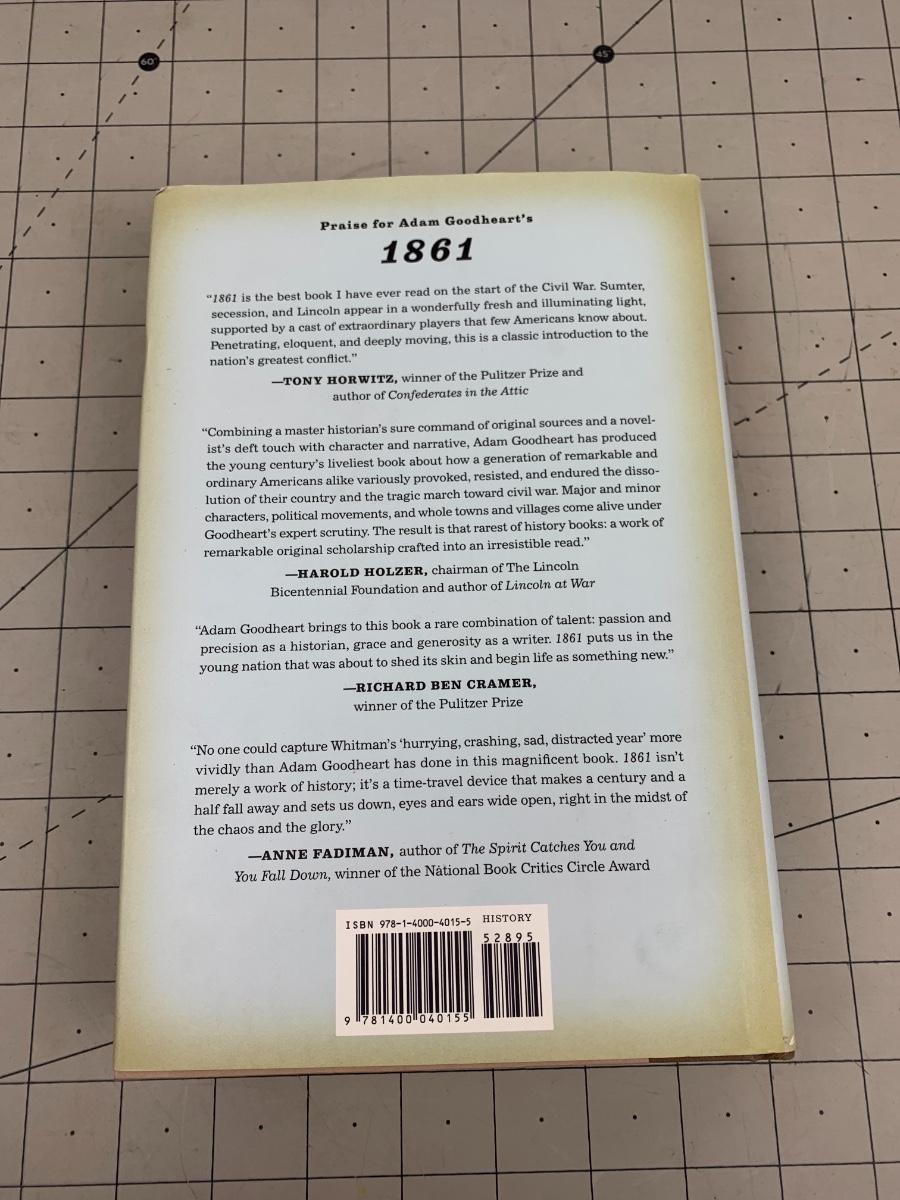 60°
45°
Praise for Adam Goodheart's
1861
“1861 is the best book I have ever read on the start of the Civil War. Sumter,
secession, and Lincoln appear in a wonderfully fresh and illuminating light,
supported by a cast of extraordinary players that few Americans know about.
Penetrating, eloquent, and deeply moving, this is a classic introduction to the
nation's greatest conflict.”
—TONY HORWITZ, winner of the Pulitzer Prize and
author of Confederates in the Attic
“Combining a master historian's sure command of original sources and a novel-
ist's deft touch with character and narrative, Adam Goodheart has produced
the young century's liveliest book about how a generation of remarkable and
ordinary Americans alike variously provoked, resisted, and endured the disso-
lution of their country and the tragic march toward civil war. Major and minor
characters, political movements, and whole towns and villages come alive under
Goodheart's expert scrutiny. The result is that rarest of history books: a work of
remarkable original scholarship crafted into an irresistible read.”
—HAROLD HOLZER, chairman of The Lincoln
Bicentennial Foundation and author of Lincoln at War
“Adam Goodheart brings to this book a rare combination of talent: passion and
precision as a historian, grace and generosity as a writer. 1861 puts us in the
young nation that was about to shed its skin and begin life as something new.”
—RICHARD BEN CRAMER,
winner of the Pulitzer Prize
“No one could capture Whitman's ‘hurrying, crashing, sad, distracted year’ more
vividly than Adam Goodheart has done in this magnificent book. 1861 isn't
merely a work of history; it's a time-travel device that makes a century and a
half fall away and sets us down, eyes and ears wide open, right in the midst of
the chaos and the glory.”
—ANNE FADIMAN, author of The Spirit Catches You and
You Fall Down, winner of the National Book Critics Circle Award
ISBN 978-1-4000-4015-5 HISTORY
52895
9 781400 040155